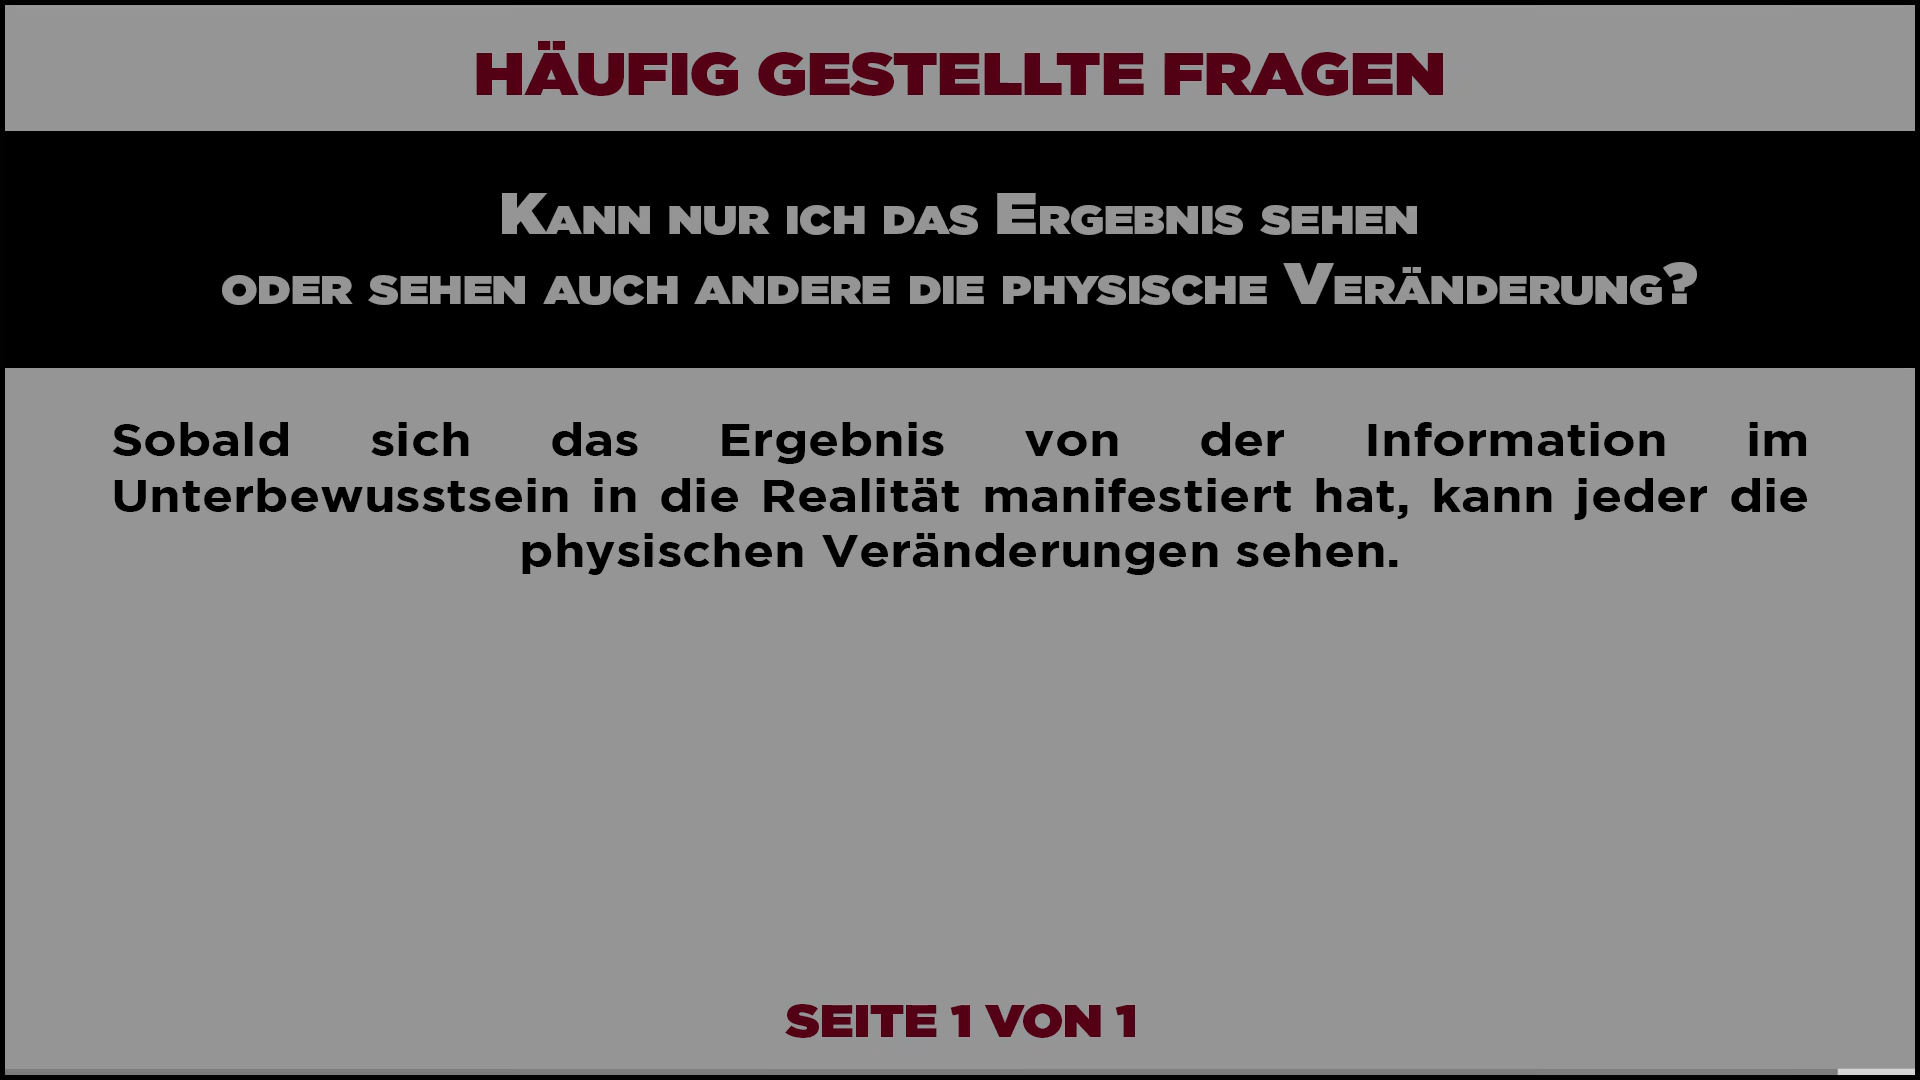 HÄUFIG GESTELLTE FRAGEN
Kann nur ich das Ergebnis sehen
oder sehen auch andere die physische Veränderung?
Sobald sich das Ergebnis von der Information im
Unterbewusstsein in die Realität manifestiert hat, kann jeder die
physischen Veränderungen sehen.
SEITE 1 VON 1